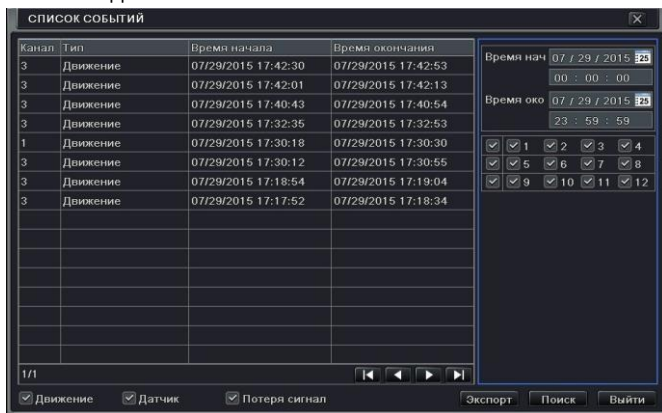 СПИСОК СОБЫТИЙ
Канал Тип Время начала Время окончания
3 Движение 07/29/2015 17:42:30 07/29/2015 17:42:53
3 Движение 07/29/2015 17:42:01 07/29/2015 17:42:13
3 Движение 07/29/2015 17:40:43 07/29/2015 17:40:54
3 Движение 07/29/2015 17:32:35 07/29/2015 17:32:53
1 Движение 07/29/2015 17:30:18 07/29/2015 17:30:30
3 Движение 07/29/2015 17:30:12 07/29/2015 17:30:55
3 Движение 07/29/2015 17:18:54 07/29/2015 17:19:04
3 Движение 07/29/2015 17:17:52 07/29/2015 17:18:34
1/1
Время нач 07 / 29 / 2015 25
00 : 00 : 00
Время око 07 / 29 / 2015 25
23 : 59 : 59
1 2 3 4
5 6 7 8
9 10 11 12
Движение Датчик Потеря сигнал
Экспорт Поиск Выйти